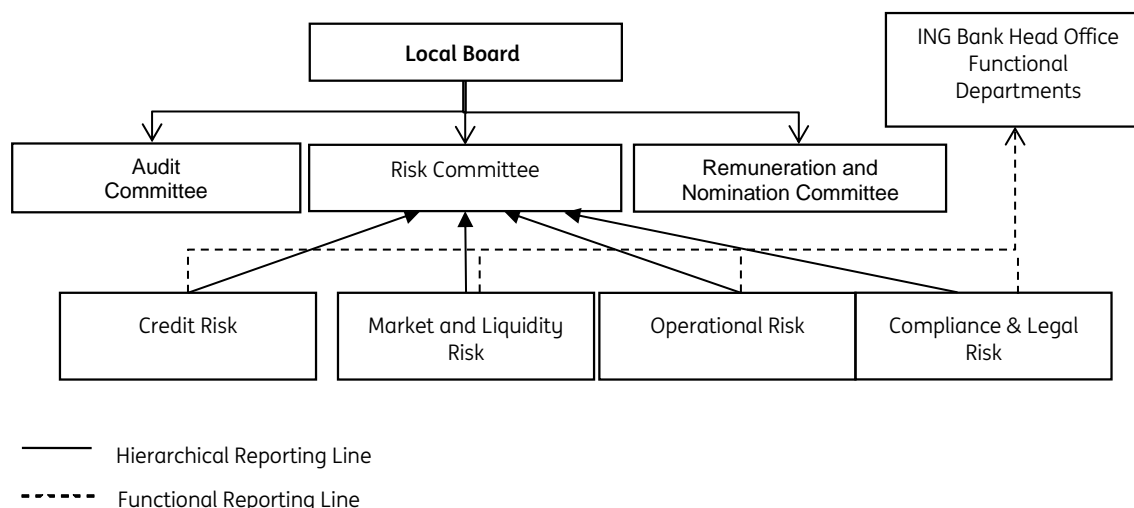 Local Board
ING Bank Head Office
Functional
Departments
Audit
Committee
Risk Committee
Remuneration and
Nomination Committee
Credit Risk
Market and Liquidity
Risk
Operational Risk
Compliance & Legal
Risk
Hierarchical Reporting Line
Functional Reporting Line